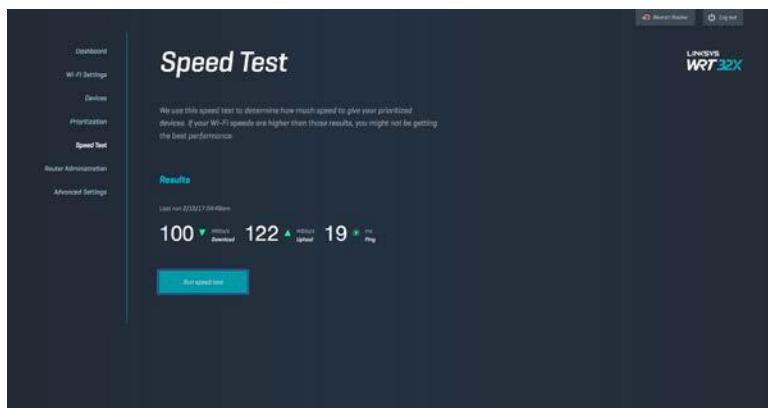 Restart Router
Log out
Dashboard
Wi-Fi Settings
Devices
Prioritization
Speed Test
Router Administration
Advanced Settings
LINKSYS
WRT 32X
Speed Test
We use this speed test to determine how much speed to give your prioritized
devices. If your Wi-Fi speeds are higher then those results, you might not be getting
the best performance.
Results
Last run
100 Download 122 Upload 19 Ping
Run speed test